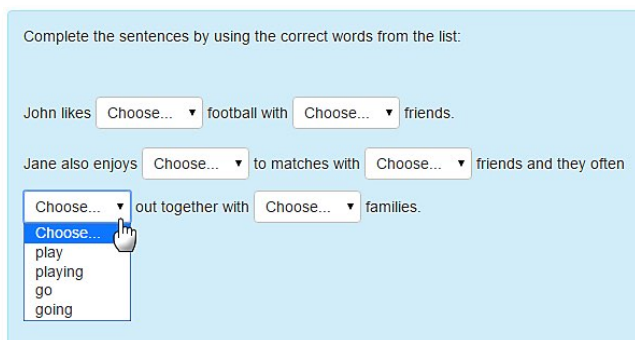 Complete the sentences by using the correct words from the list:
John likes Choose... football with Choose... friends.
Jane also enjoys Choose... to matches with Choose... friends and they often
Choose... out together with Choose... families.
Choose...
play
playing
go
going